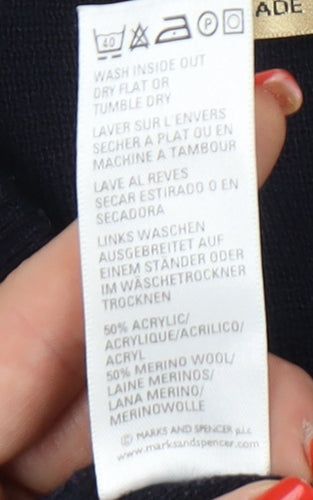 ADE
40 P
WASH INSIDE OUT
DRY FLAT OR
TUMBLE DRY
LAVER SUR L'ENVERS
SECHER A PLAT OU EN
MACHINE A TAMBOUR
LAVE AL REVES
SECAR ESTIRADO O EN
SECADORA
LINKS WASCHEN
AUSGEBREITET AUF
EINEM STÄNDER ODER
IM WÄSCHETROCKNER
TROCKNEN
50% ACRYLIC/
ACRYLIQUE/ACRILICO/
ACRYL
50% MERINO WOOL/
LAINE MERINOS/
LANA MERINO/
MERINOWOLLE
© MARKS AND SPENCER p.l.c
www.marksandspencer.com